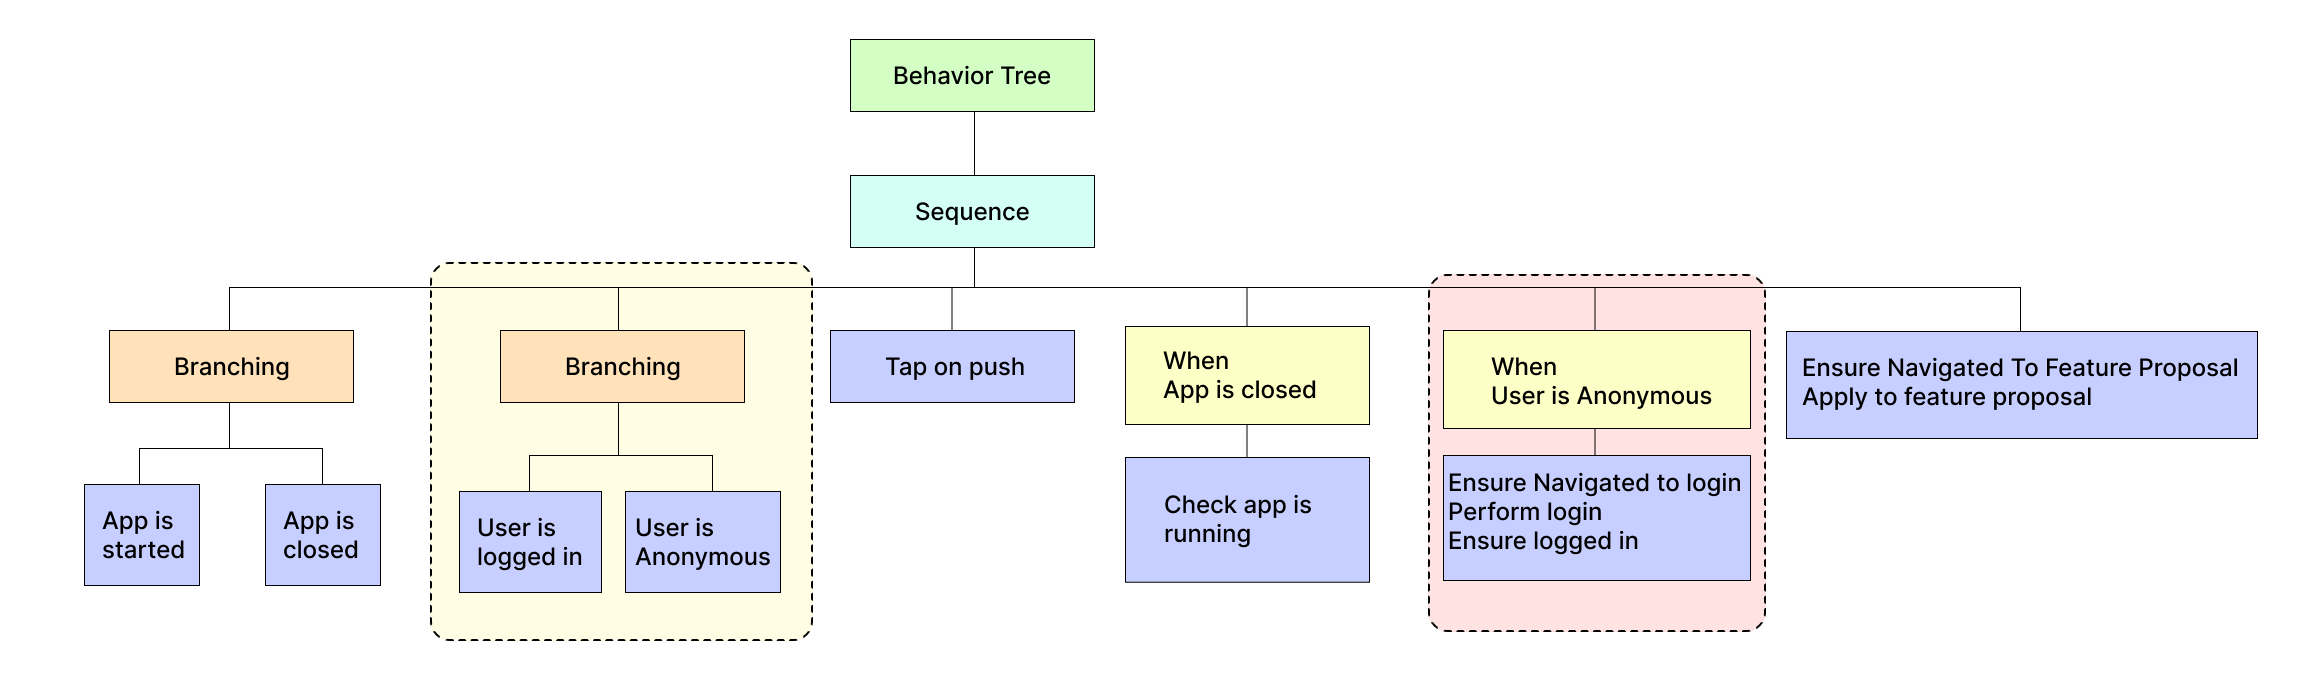 Behavior Tree
Sequence
Branching
Branching
Tap on push
When
App is closed
When
User is Anonymous
Ensure Navigated To Feature Proposal
Apply to feature proposal
App is
started
App is
closed
User is
logged in
User is
Anonymous
Check app is
running
Ensure Navigated to login
Perform login
Ensure logged in